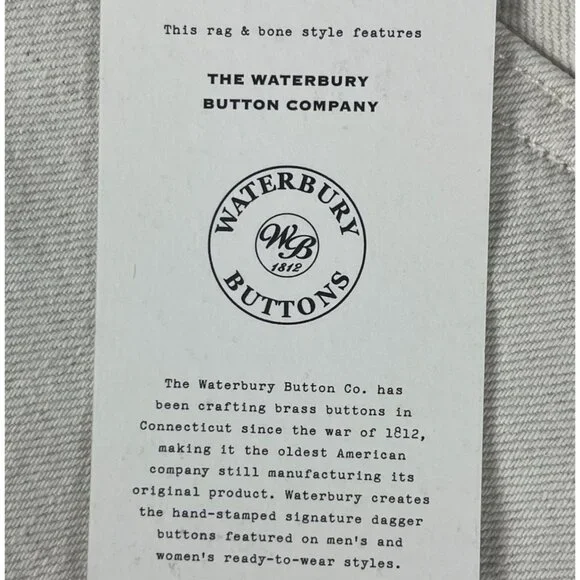 This rag & bone style features
THE WATERBURY
BUTTON COMPANY
WATERBURY
WB
1812
BUTTONS
The Waterbury Button Co. has
been crafting brass buttons in
Connecticut since the war of 1812,
making it the oldest American
company still manufacturing its
original product. Waterbury creates
the hand-stamped signature dagger
buttons featured on men's and
women's ready-to-wear styles.